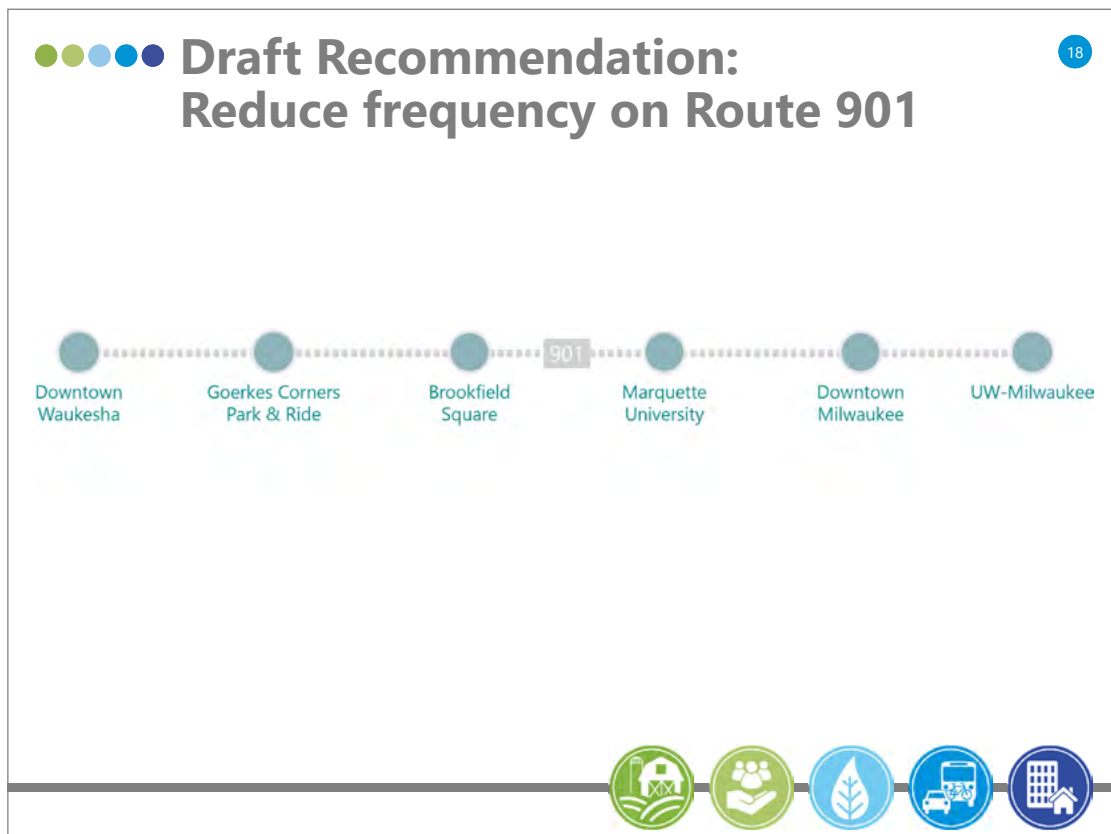 Draft Recommendation:
18
Reduce frequency on Route 901
901
Downtown
Waukesha
Goerkes Corners
Park & Ride
Brookfield
Square
Marquette
University
Downtown
Milwaukee
UW-Milwaukee